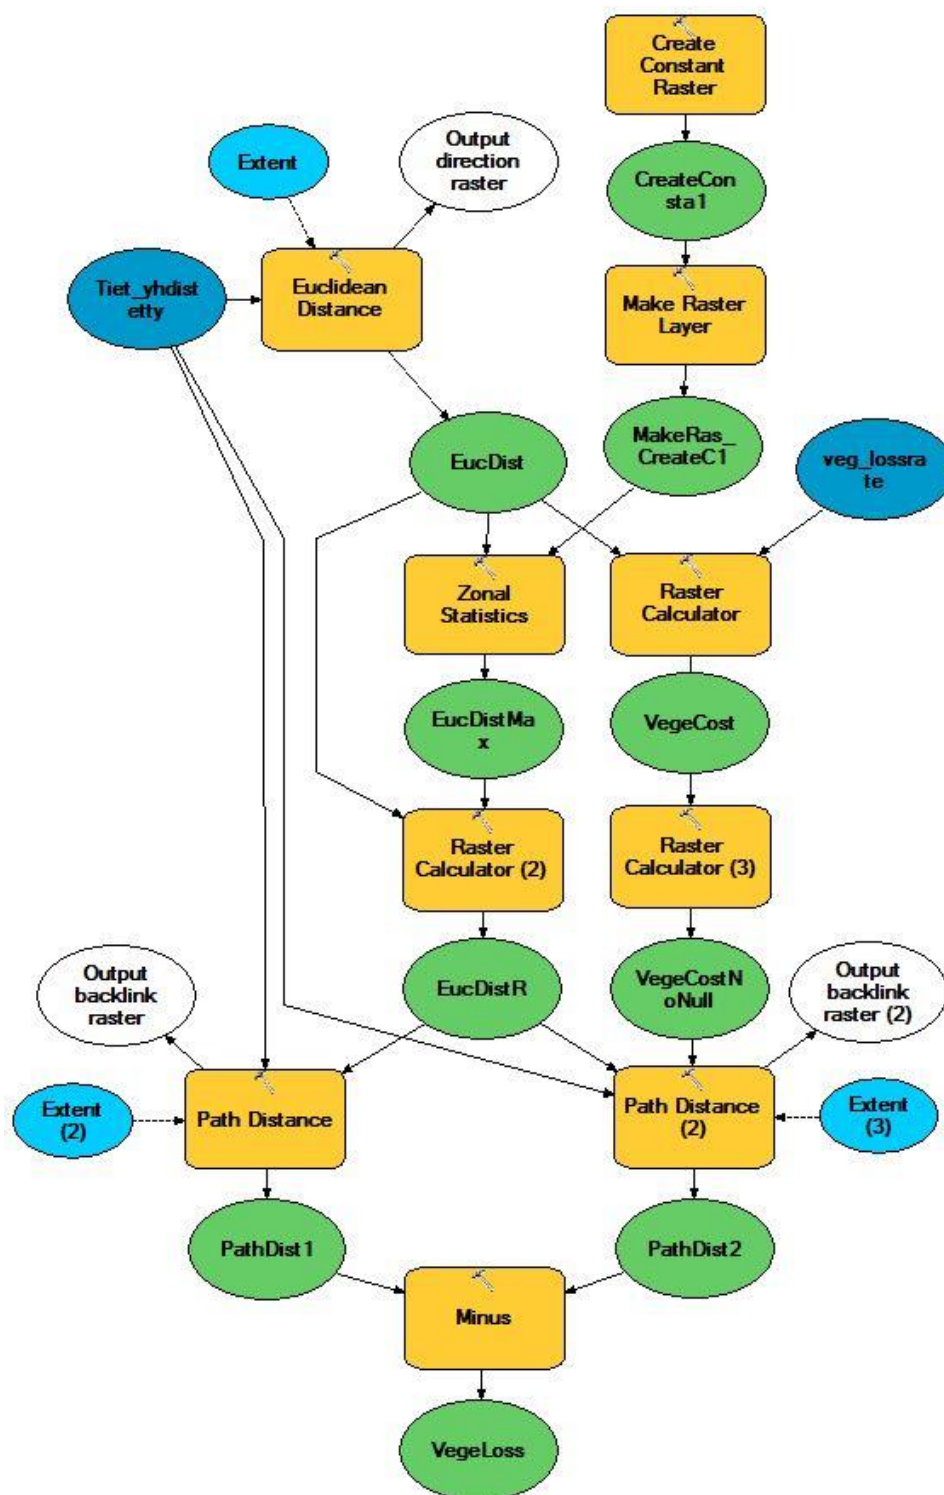 Create
Constant
Raster
Extent
Output
direction
raster
CreateCon
sta1
Tiet_yhdist
etty
Euclidean
Distance
Make Raster
Layer
EucDist
MakeRas_
CreateC1
veg_lossra
te
Zonal
Statistics
Raster
Calculator
EucDistMa
x
VegeCost
Raster
Calculator (2)
Raster
Calculator (3)
Output
backlink
raster
EucDistR
VegeCostN
oNull
Output
backlink
raster (2)
Extent
(2)
Path Distance
Path Distance
(2)
Extent
(3)
PathDist1
PathDist2
Minus
VegeLoss